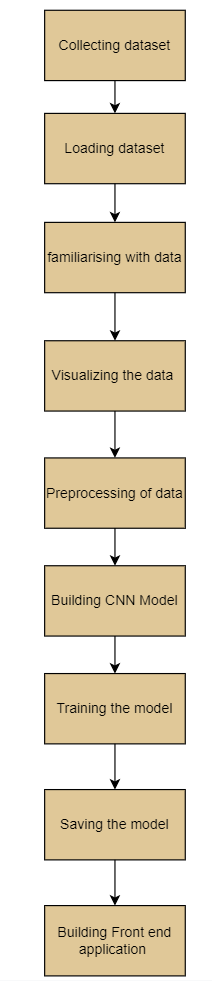 Collecting dataset
Loading dataset
familiarising with data
Visualizing the data
Preprocessing of data
Building CNN Model
Training the model
Saving the model
Building Front end
application